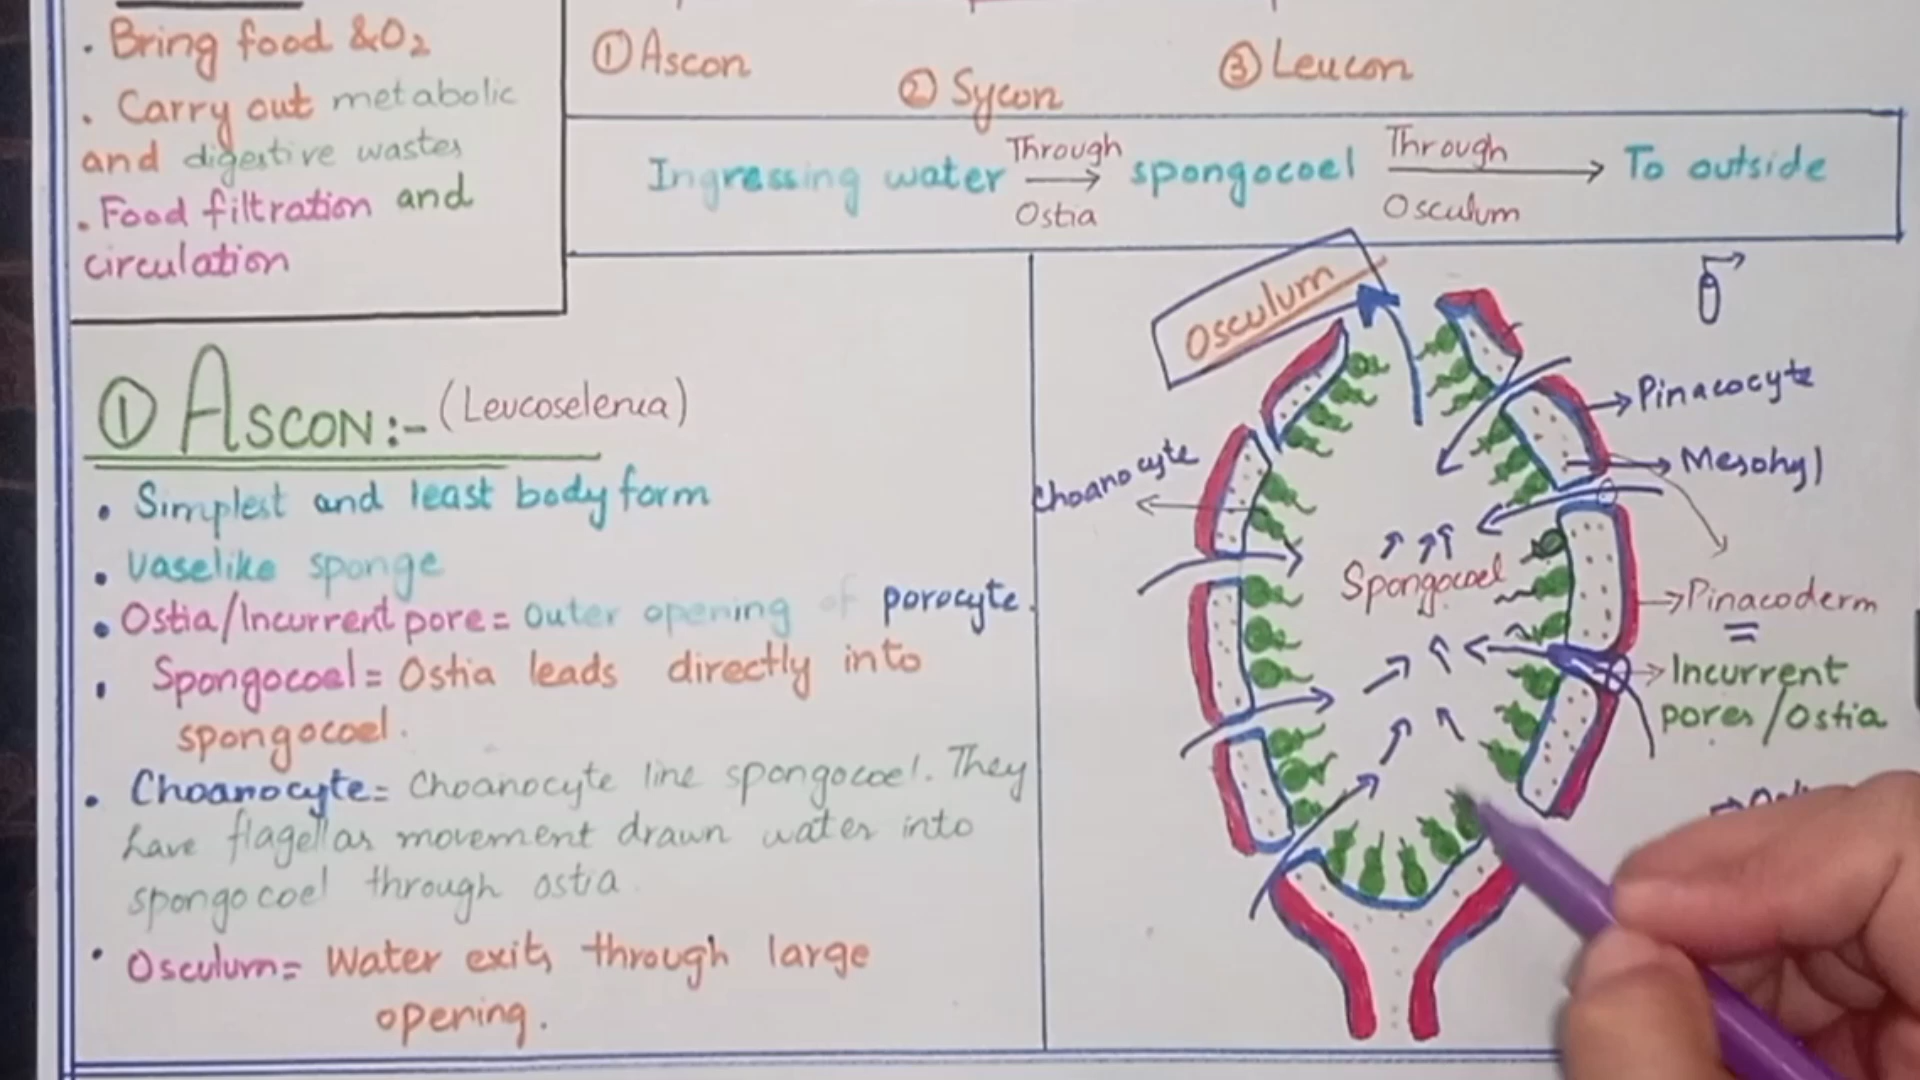 . Bring food & O2
. Carry out metabolic
and digestive wastes
. Food filtration and
circulation
① Ascon
② Sycon
③ Leucon
Ingressing water Through Ostia → spongocoel Through Osculum → To outside
① ASCON:- (Leucoselenia)
• Simplest and least body form
• Vaselike sponge
• Ostia/Incurrent pore = Outer opening of porocyte.
• Spongocoel = Ostia leads directly into
spongocoel.
• Choanocyte = Choanocyte line spongocoel. They
have flagellas movement drawn water into
spongocoel through ostia.
• Osculum = Water exits through large
opening.
Osculum
Pinacocyte
Mesohyl
Choanocyte
Spongocoel
Pinacoderm
Incurrent
pores/Ostia